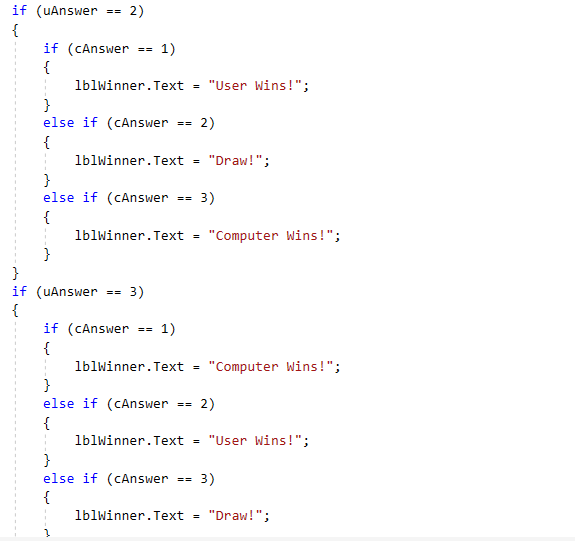 if (uAnswer == 2)
{
    if (cAnswer == 1)
    {
        lblWinner.Text = "User Wins!";
    }
    else if (cAnswer == 2)
    {
        lblWinner.Text = "Draw!";
    }
    else if (cAnswer == 3)
    {
        lblWinner.Text = "Computer Wins!";
    }
}
if (uAnswer == 3)
{
    if (cAnswer == 1)
    {
        lblWinner.Text = "Computer Wins!";
    }
    else if (cAnswer == 2)
    {
        lblWinner.Text = "User Wins!";
    }
    else if (cAnswer == 3)
    {
        lblWinner.Text = "Draw!";
    }